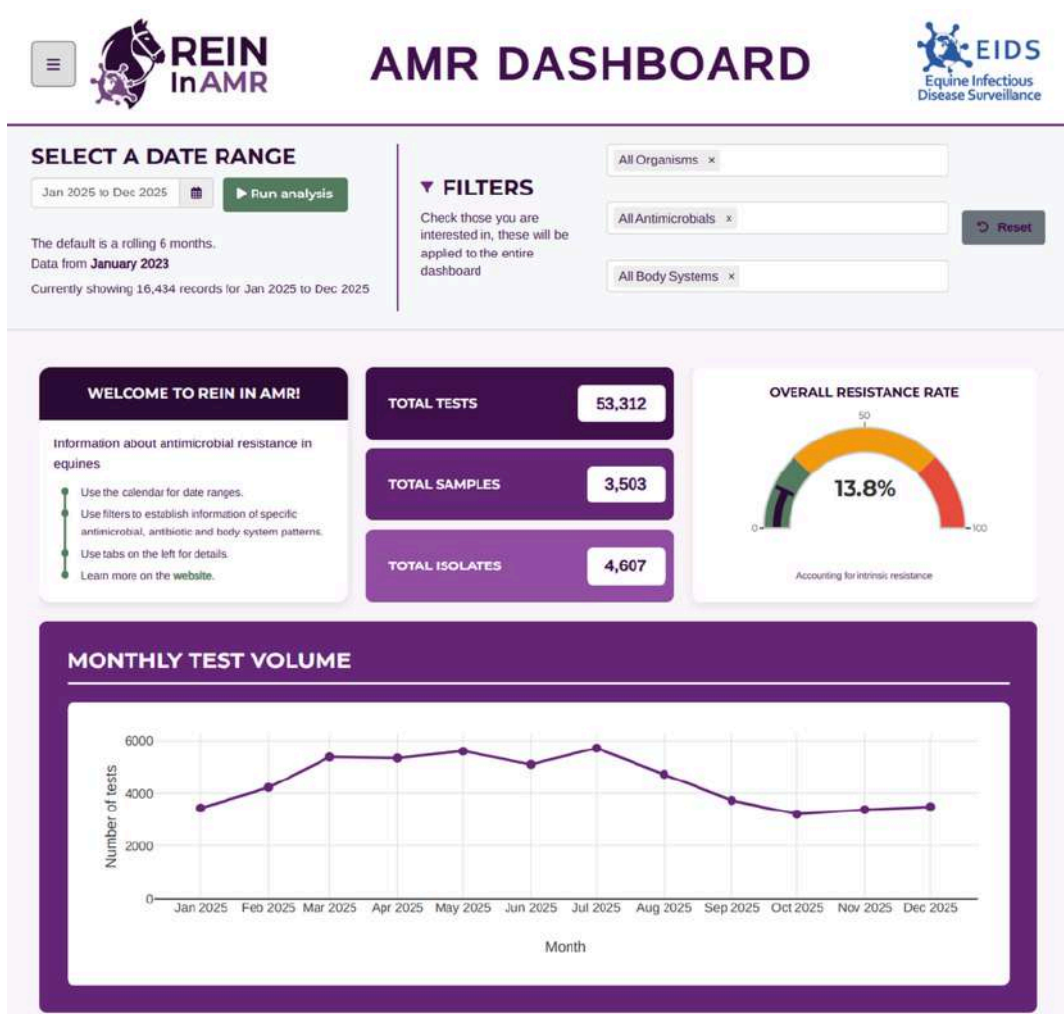 ≡
REIN
In AMR
AMR DASHBOARD
EIDS
Equine Infectious
Disease Surveillance
SELECT A DATE RANGE
Jan 2025 to Dec 2025
Run analysis
The default is a rolling 6 months.
Data from January 2023
Currently showing 16,434 records for Jan 2025 to Dec 2025
FILTERS
Check those you are
interested in, these will be
applied to the entire
dashboard
All Organisms ×
All Antimicrobials ×
All Body Systems ×
Reset
WELCOME TO REIN IN AMR!
Information about antimicrobial resistance in
equines
Use the calendar for date ranges.
Use filters to establish information of specific
antimicrobial, antibiotic and body system patterns.
Use tabs on the left for details.
Learn more on the website.
TOTAL TESTS 53,312
TOTAL SAMPLES 3,503
TOTAL ISOLATES 4,607
OVERALL RESISTANCE RATE
50
13.8%
0 100
Accounting for intrinsic resistance
MONTHLY TEST VOLUME
6000
4000
2000
0
Number of tests
Jan 2025 Feb 2025 Mar 2025 Apr 2025 May 2025 Jun 2025 Jul 2025 Aug 2025 Sep 2025 Oct 2025 Nov 2025 Dec 2025
Month